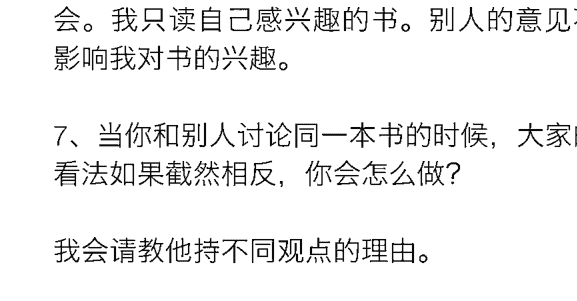 会。我只读自己感兴趣的书。别人的意见
影响我对书的兴趣。
7、当你和别人讨论同一本书的时候，大家
看法如果截然相反，你会怎么做?
我会请教他持不同观点的理由。